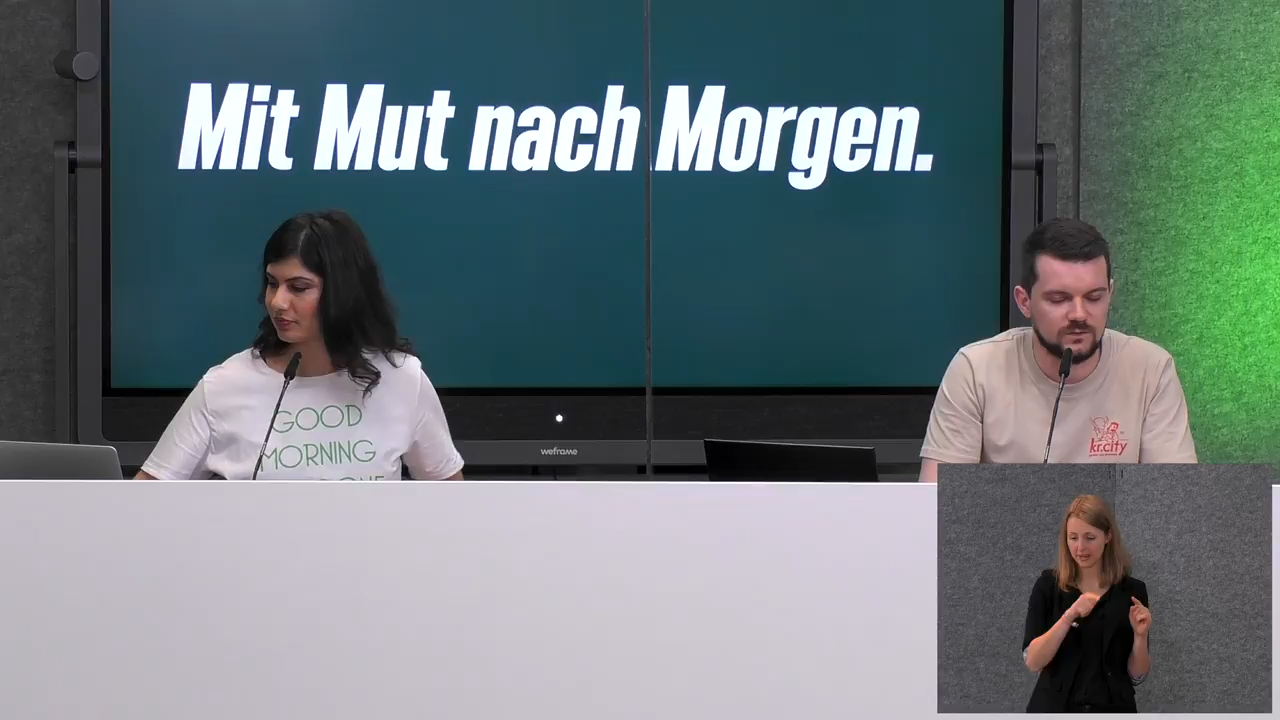 Mit Mut nach Morgen.
GOOD
MORNING
weframe
kr.city